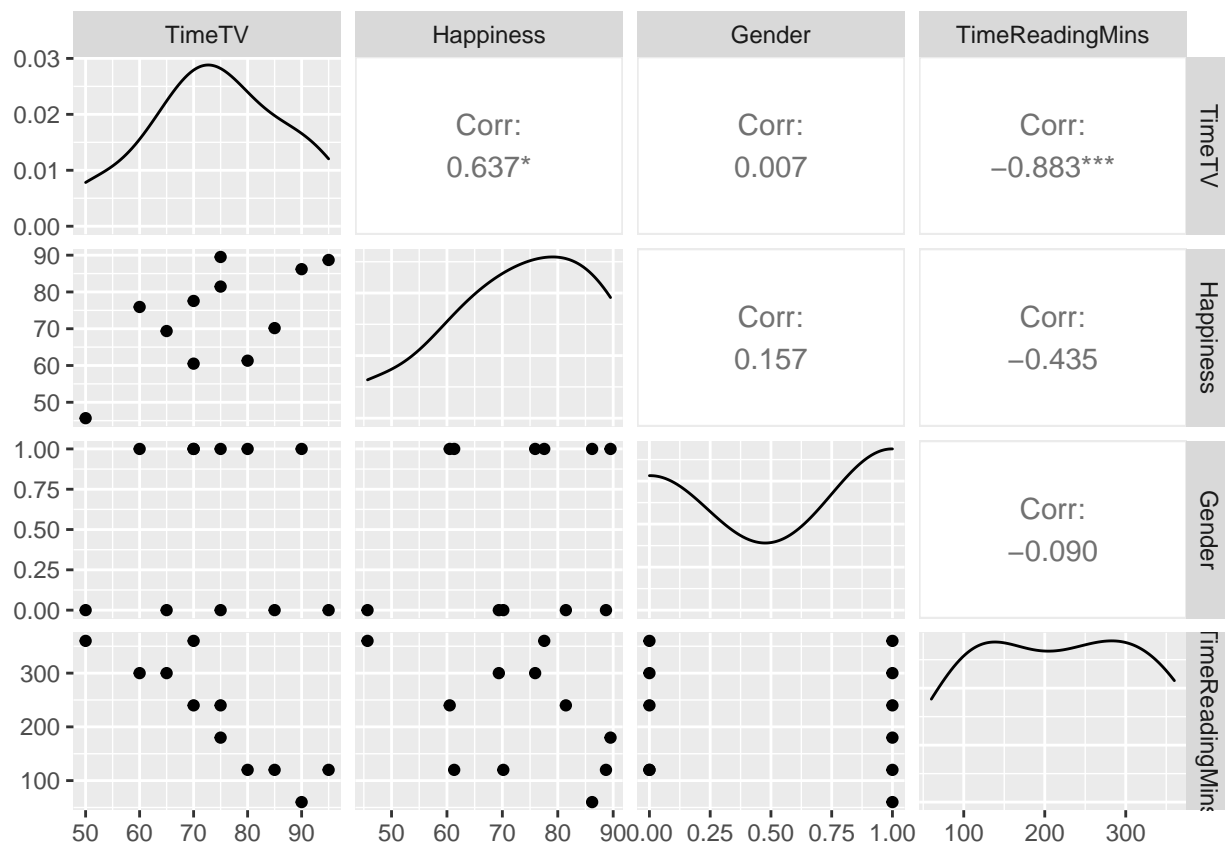 TimeTV Happiness Gender TimeReadingMins
0.03
0.02
0.01
0.00
Corr:
0.637*
Corr:
0.007
Corr:
−0.883***
TimeTV
90
80
70
60
50
Corr:
0.157
Corr:
−0.435
Happiness
1.00
0.75
0.50
0.25
0.00
Corr:
−0.090
Gender
300
200
100
TimeReadingMins
50 60 70 80 90 50 60 70 80 90 0.00 0.25 0.50 0.75 1.00 100 200 300